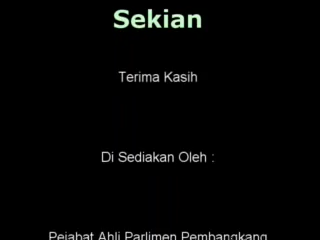 Sekian
Terima Kasih
Di Sediakan Oleh :
Pejabat Ahli Parlimen Pembangkang